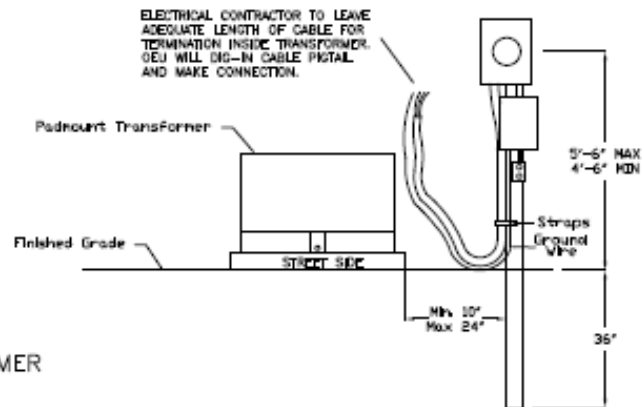 ELECTRICAL CONTRACTOR TO LEAVE
ADEQUATE LENGTH OF CABLE FOR
TERMINATION INSIDE TRANSFORMER.
OEU WILL DIG-IN CABLE PIGTAIL
AND MAKE CONNECTION.
Padmount Transformer
5'-6" MAX
4'-6" MIN
Straps
Ground
Wire
Finished Grade
STREET SIDE
Min. 10"
Max 24"
36"
MER